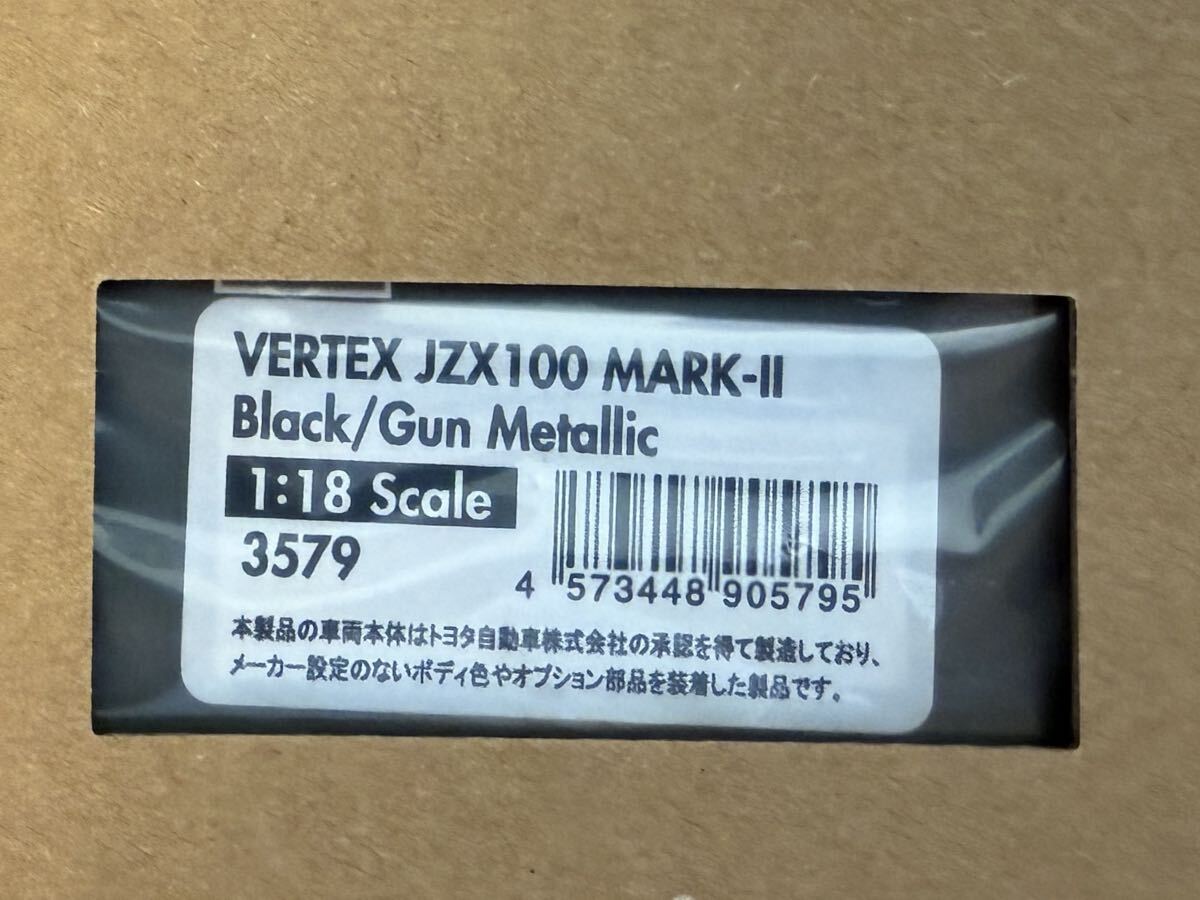 VERTEX JZX100 MARK-II
Black/Gun Metallic
1:18 Scale
3579
4 573448 905795
本製品の車両本体はトヨタ自動車株式会社の承認を得て製造しており、
メーカー設定のないボディ色やオプション部品を装着した製品です。